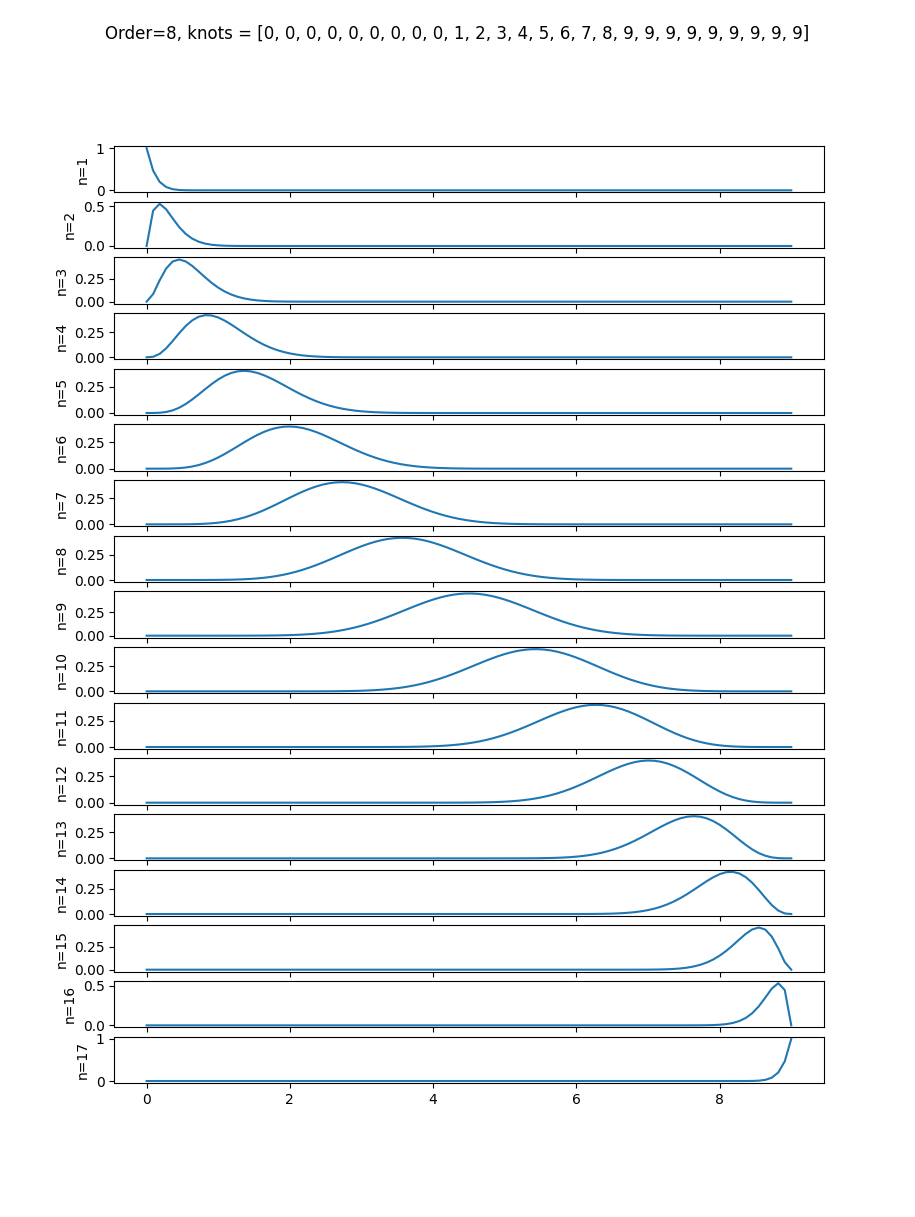 Order=8, knots = [0, 0, 0, 0, 0, 0, 0, 0, 0, 1, 2, 3, 4, 5, 6, 7, 8, 9, 9, 9, 9, 9, 9, 9, 9, 9]
n=1
1
0
n=2
0.5
0.0
n=3
0.25
0.00
n=4
0.25
0.00
n=5
0.25
0.00
n=6
0.25
0.00
n=7
0.25
0.00
n=8
0.25
0.00
n=9
0.25
0.00
n=10
0.25
0.00
n=11
0.25
0.00
n=12
0.25
0.00
n=13
0.25
0.00
n=14
0.25
0.00
n=15
0.25
0.00
n=16
0.5
0.0
n=17
1
0
0 2 4 6 8